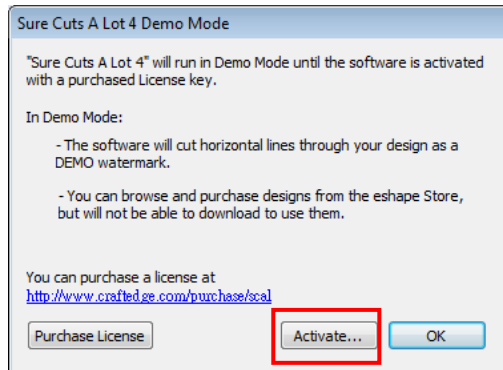 Sure Cuts A Lot 4 Demo Mode
"Sure Cuts A Lot 4" will run in Demo Mode until the software is activated
with a purchased License key.
In Demo Mode:
- The software will cut horizontal lines through your design as a
DEMO watermark.
- You can browse and purchase designs from the eshape Store,
but will not be able to download to use them.
You can purchase a license at
http://www.craftedge.com/purchase/scal
Purchase License
Activate...
OK